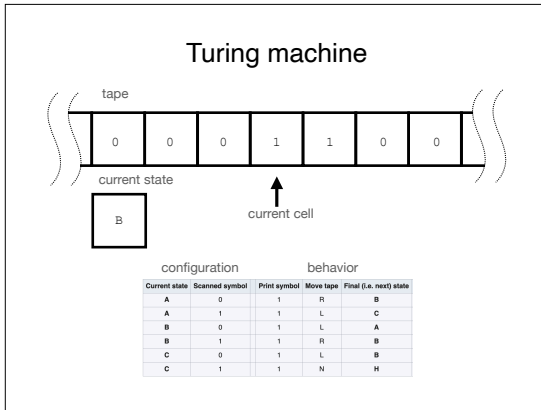 Turing machine
tape
0 0 0 1 1 0 0
current state
B
current cell
configuration behavior
Current state Scanned symbol Print symbol Move tape Final (i.e. next) state
A 0 1 R B
A 1 1 L C
B 0 1 L A
B 1 1 R B
C 0 1 L B
C 1 1 N H